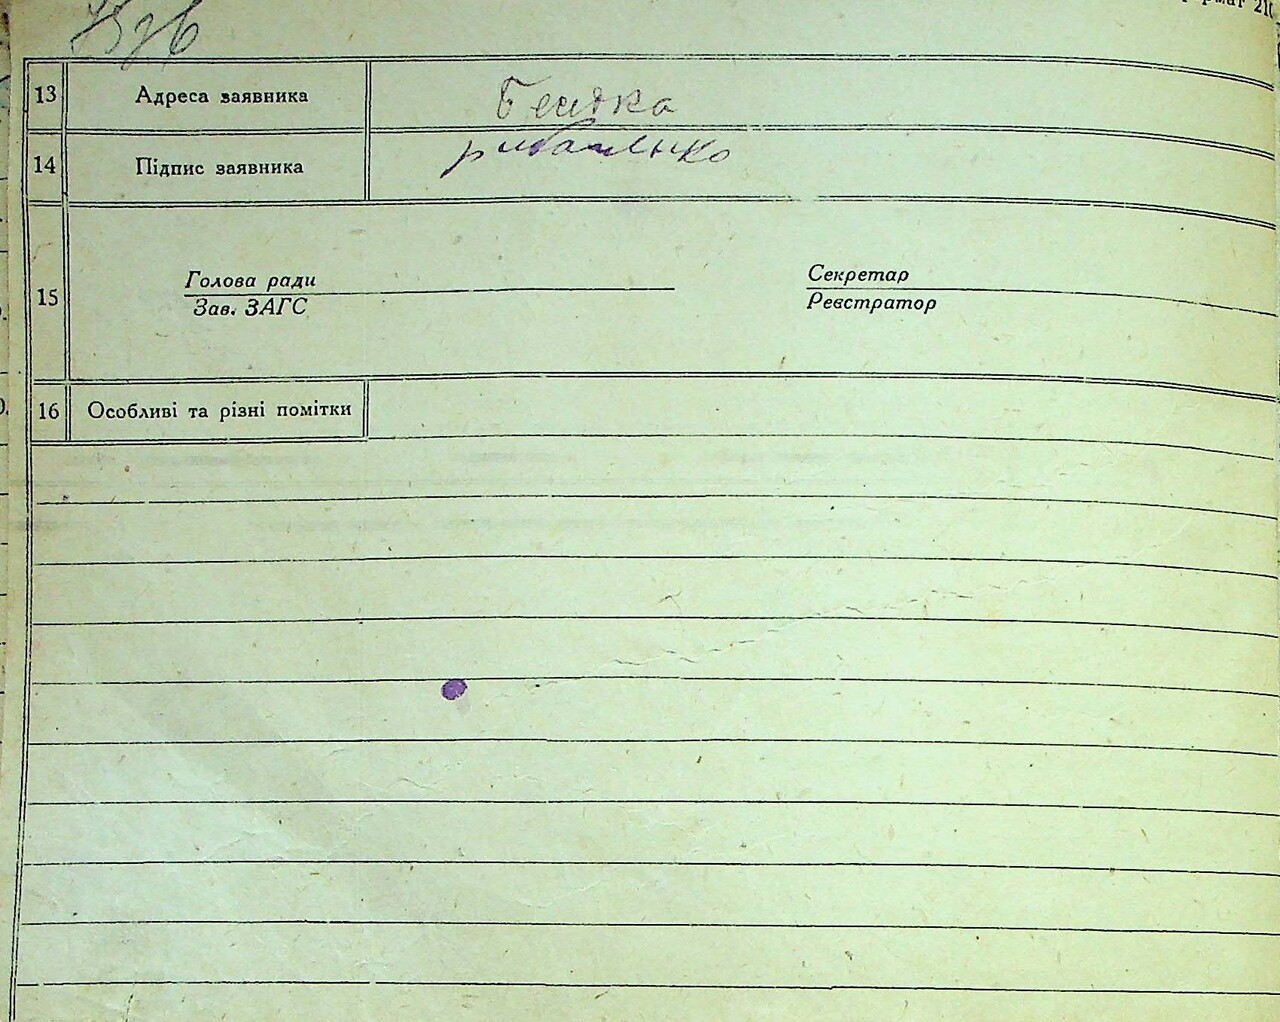 13 Адреса заявника Бендка
14 Підпис заявника рибалько
15 Голова ради Секретар
Зав. ЗАГС Реєстратор
16 Особливі та різні помітки